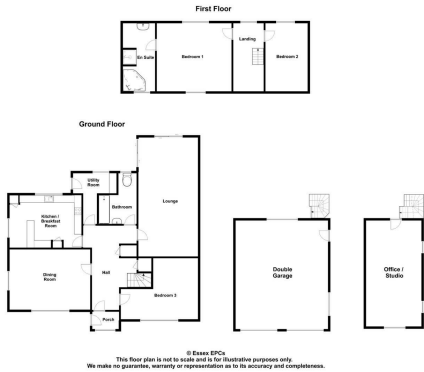 First Floor
En Suite
Bedroom 1
Landing
Bedroom 2
Ground Floor
Utility
Room
Bathroom
Lounge
Kitchen /
Breakfast
Room
Hall
Dining
Room
Bedroom 3
Porch
Double
Garage
Office /
Studio
© Essex EPCs
This floor plan is not to scale and is for illustrative purposes only.
We make no guarantee, warranty or representation as to its accuracy and completeness.